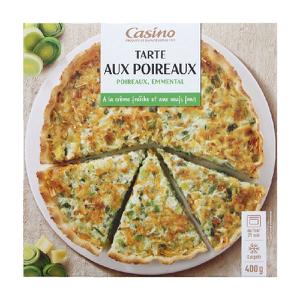 Casino
TARTE
AUX POIREAUX
POIREAUX, EMMENTAL
A la crème fraîche et aux œufs frais
400g